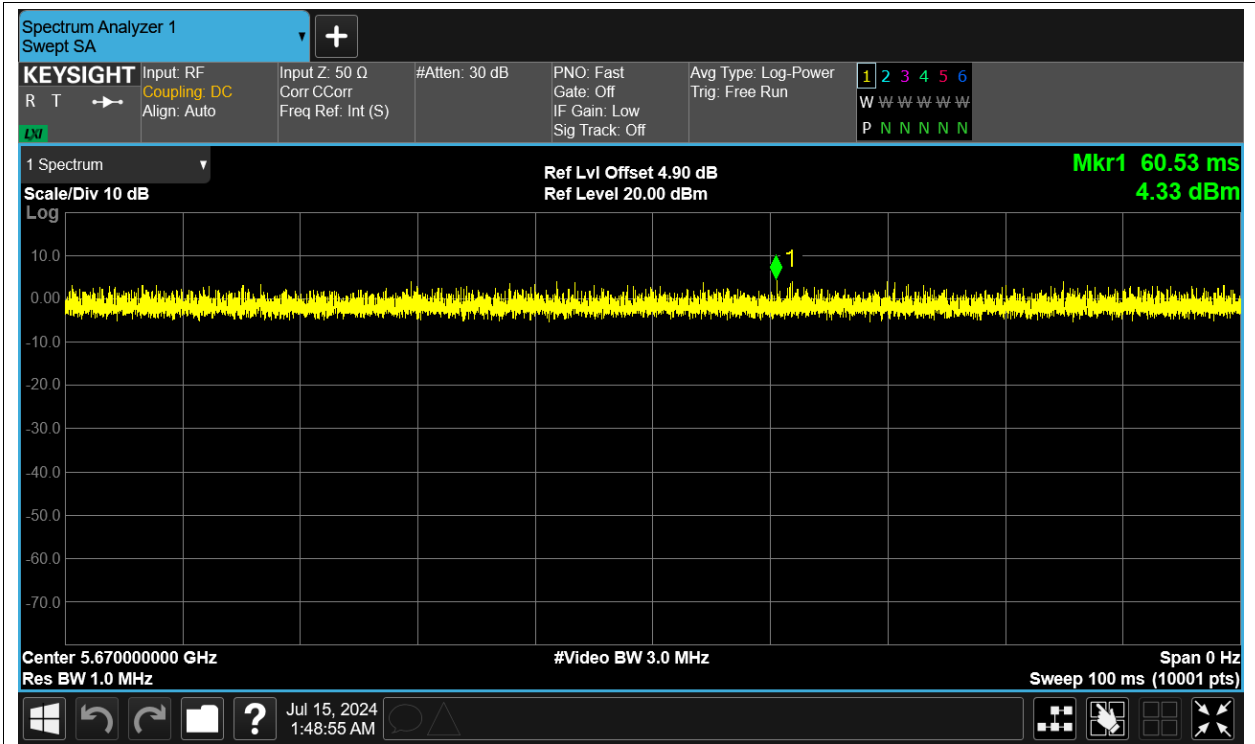 Spectrum Analyzer 1
Swept SA
KEYSIGHT
R T
LXI
Input: RF
Coupling: DC
Align: Auto
Input Z: 50 Ω
Corr CCorr
Freq Ref: Int (S)
#Atten: 30 dB
PNO: Fast
Gate: Off
IF Gain: Low
Sig Track: Off
Avg Type: Log-Power
Trig: Free Run
1 2 3 4 5 6
W W W W W W
P N N N N N
1 Spectrum
Scale/Div 10 dB
Log
Ref Lvl Offset 4.90 dB
Ref Level 20.00 dBm
Mkr1 60.53 ms
4.33 dBm
1
10.0
0.00
-10.0
-20.0
-30.0
-40.0
-50.0
-60.0
-70.0
Center 5.670000000 GHz
Res BW 1.0 MHz
#Video BW 3.0 MHz
Span 0 Hz
Sweep 100 ms (10001 pts)
?
Jul 15, 2024
1:48:55 AM